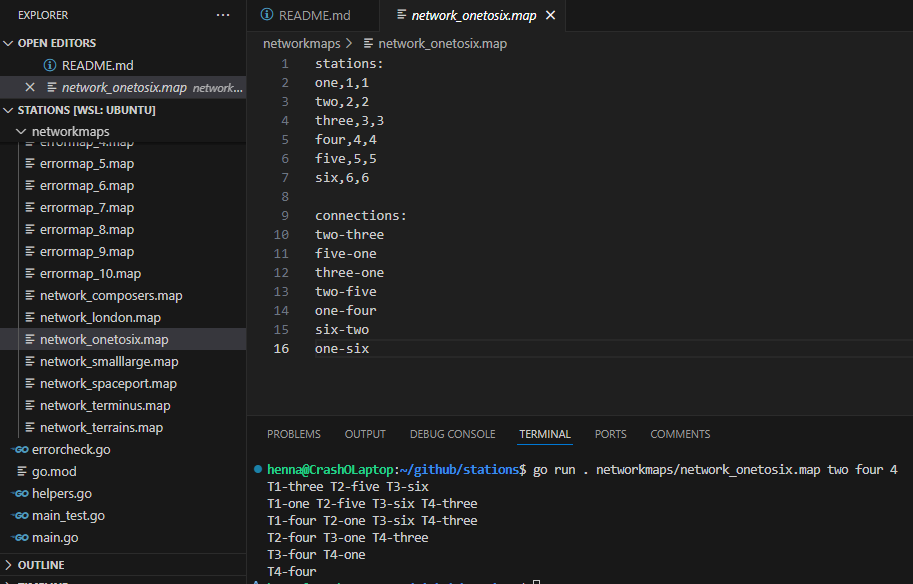 EXPLORER
OPEN EDITORS
README.md
network_onetosix.map network...
STATIONS [WSL: UBUNTU]
networkmaps
errormap_4.map
errormap_5.map
errormap_6.map
errormap_7.map
errormap_8.map
errormap_9.map
errormap_10.map
network_composers.map
network_london.map
network_onetosix.map
network_smalllarge.map
network_spaceport.map
network_terminus.map
network_terrains.map
errorcheck.go
go.mod
helpers.go
main_test.go
main.go
OUTLINE
README.md
network_onetosix.map
networkmaps > network_onetosix.map
1 stations:
2 one,1,1
3 two,2,2
4 three,3,3
5 four,4,4
6 five,5,5
7 six,6,6
8
9 connections:
10 two-three
11 five-one
12 three-one
13 two-five
14 one-four
15 six-two
16 one-six
PROBLEMS OUTPUT DEBUG CONSOLE TERMINAL PORTS COMMENTS
henna@CrashOLaptop:~/github/stations$ go run . networkmaps/network_onetosix.map two four 4
T1-three T2-five T3-six
T1-one T2-five T3-six T4-three
T1-four T2-one T3-six T4-three
T2-four T3-one T4-three
T3-four T4-one
T4-four